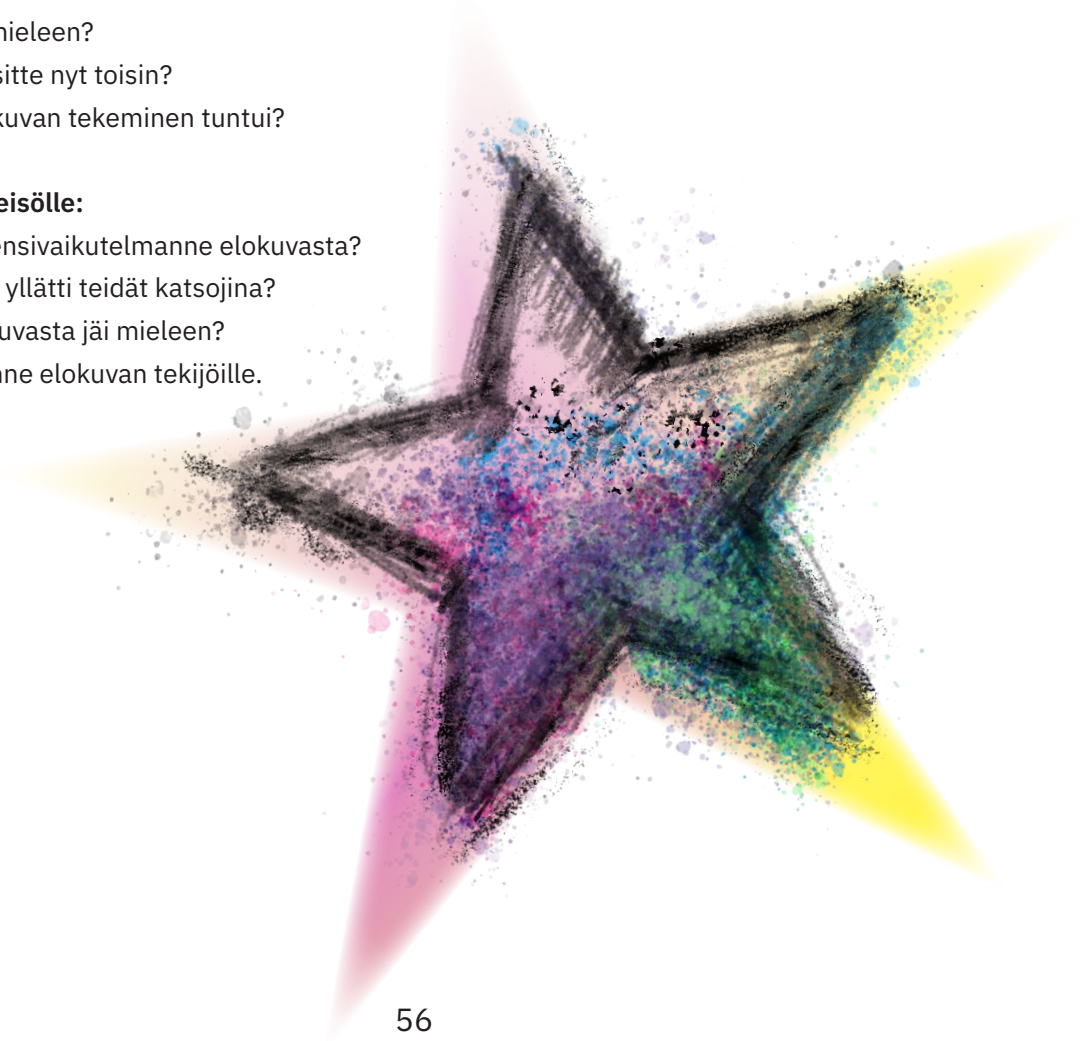 mieleen?
sitte nyt toisin?
kuvan tekeminen tuntui?
eisölle:
ensivaikutelmanne elokuvasta?
yllätti teidät katsojina?
uvasta jäi mieleen?
nne elokuvan tekijöille.
56